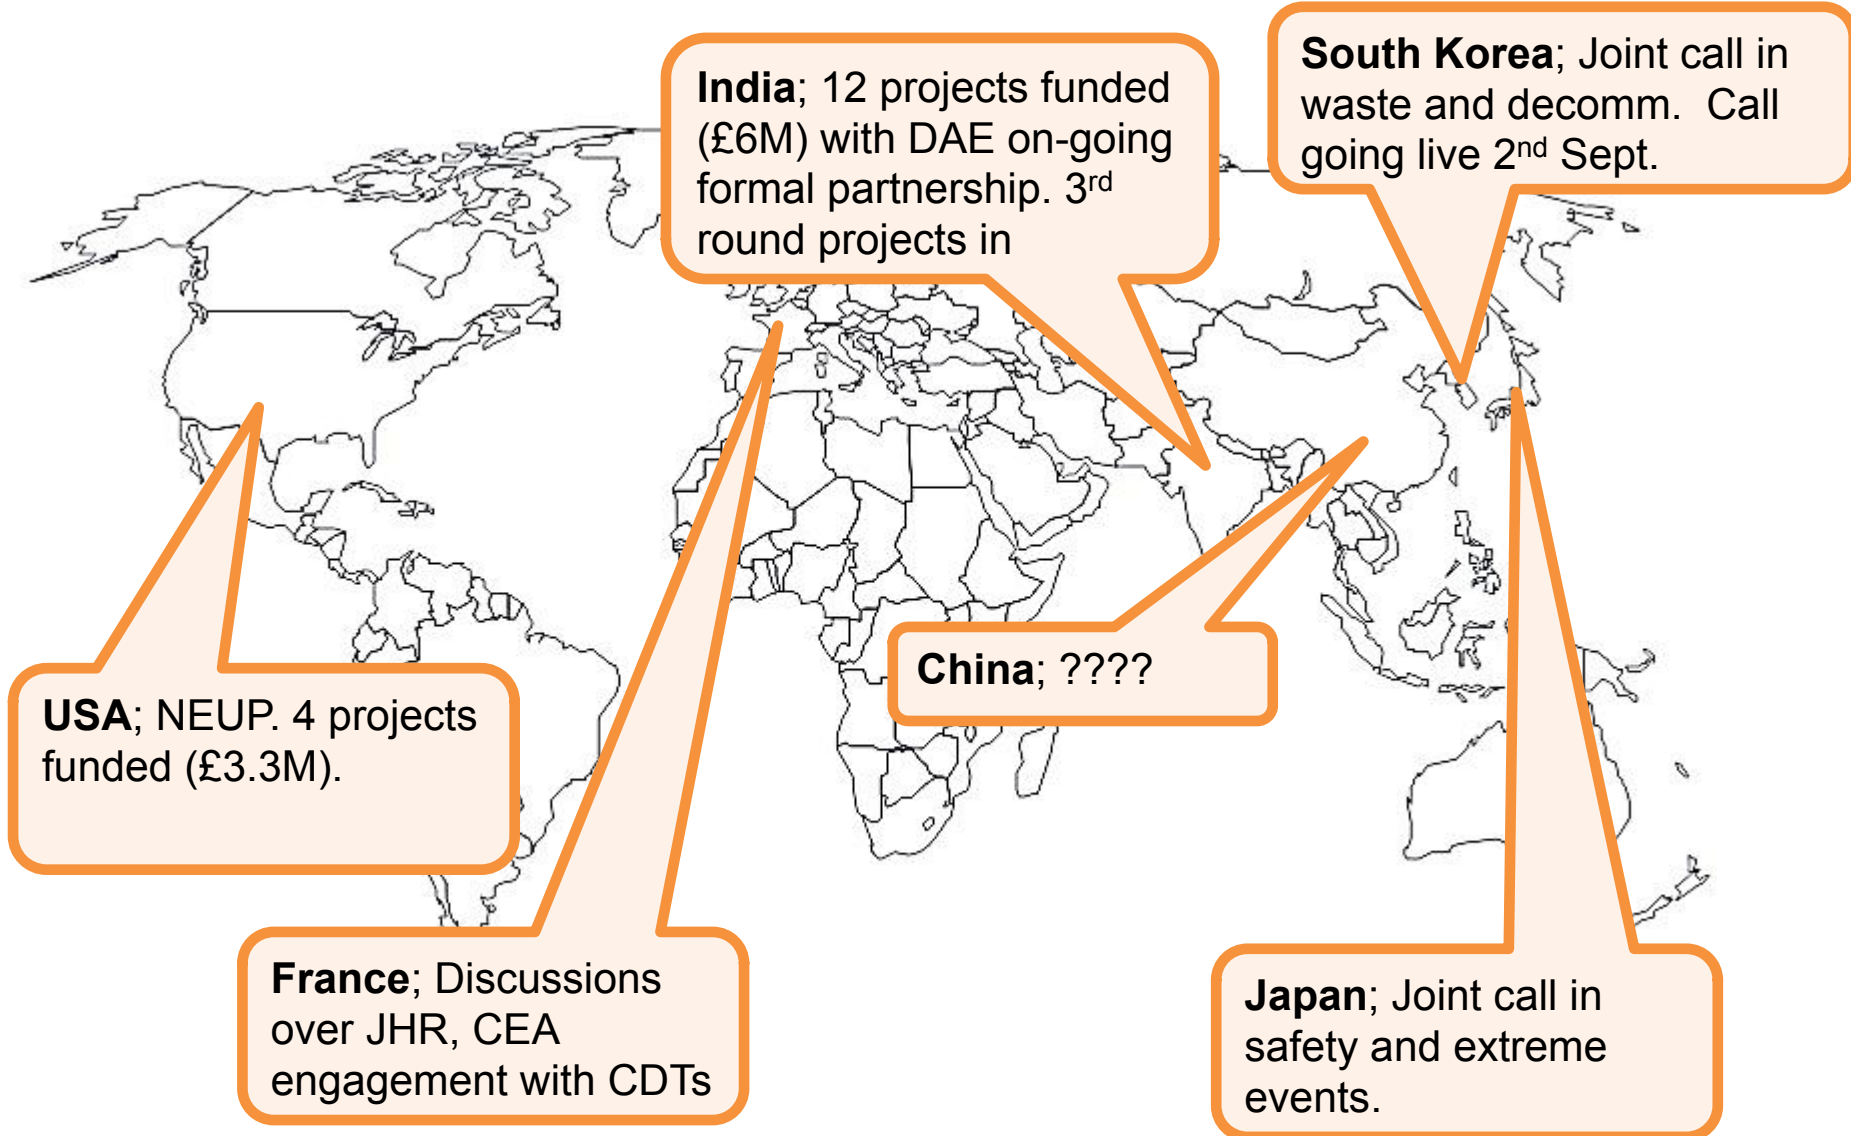 India; 12 projects funded
(£6M) with DAE on-going
formal partnership. 3rd
round projects in
South Korea; Joint call in
waste and decomm.  Call
going live 2nd Sept.
China; ????
USA; NEUP. 4 projects
funded (£3.3M).
France; Discussions
over JHR, CEA
engagement with CDTs
Japan; Joint call in
safety and extreme
events.